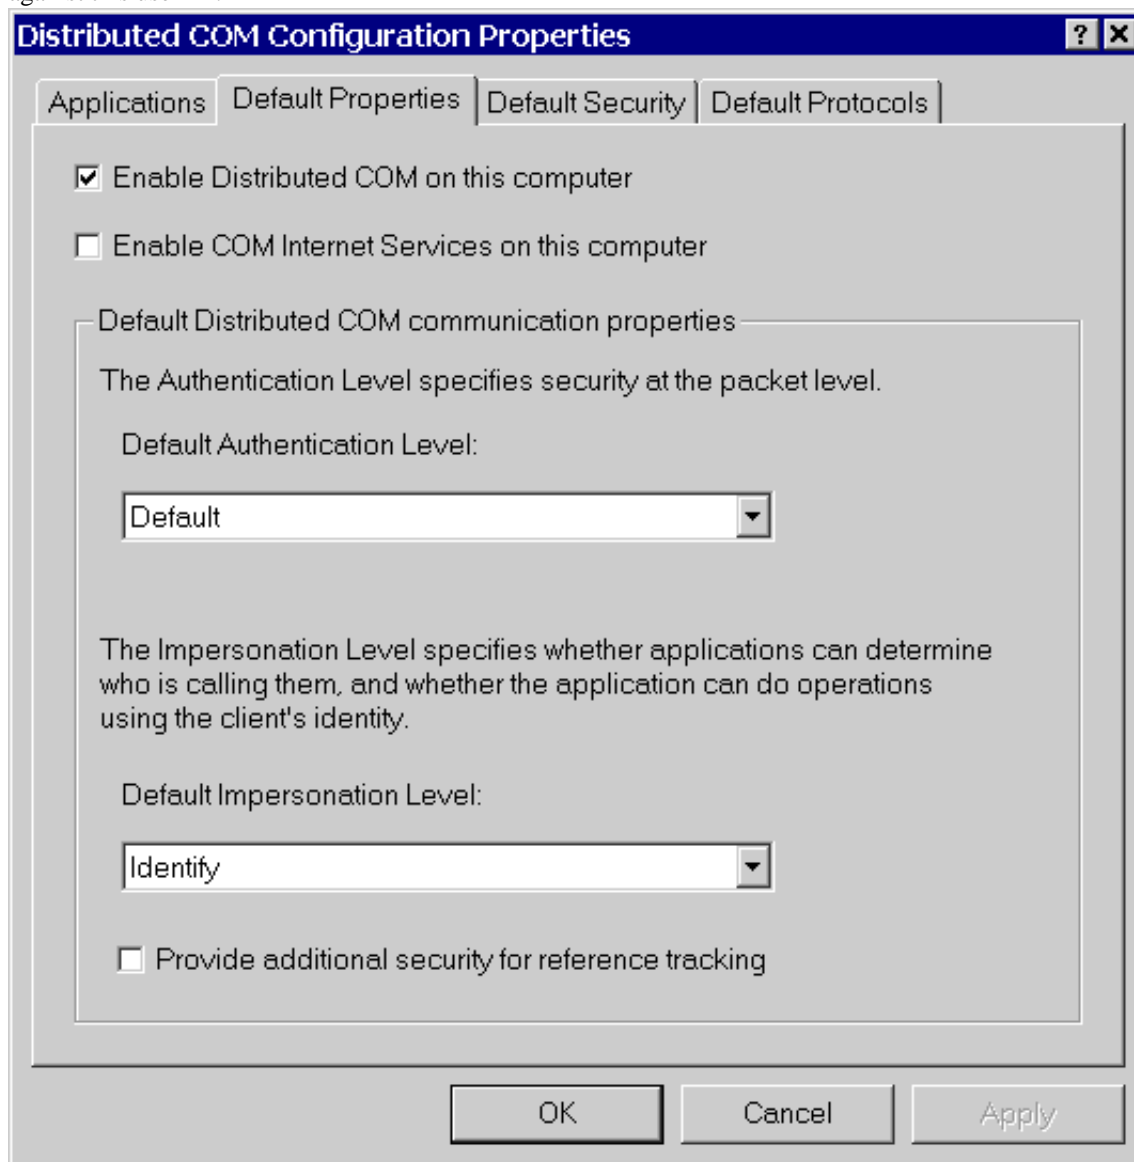 Distributed COM Configuration Properties
Applications
Default Properties
Default Security
Default Protocols
Enable Distributed COM on this computer
Enable COM Internet Services on this computer
Default Distributed COM communication properties
The Authentication Level specifies security at the packet level.
Default Authentication Level:
Default
The Impersonation Level specifies whether applications can determine
who is calling them, and whether the application can do operations
using the client's identity.
Default Impersonation Level:
Identify
Provide additional security for reference tracking
OK
Cancel
Apply